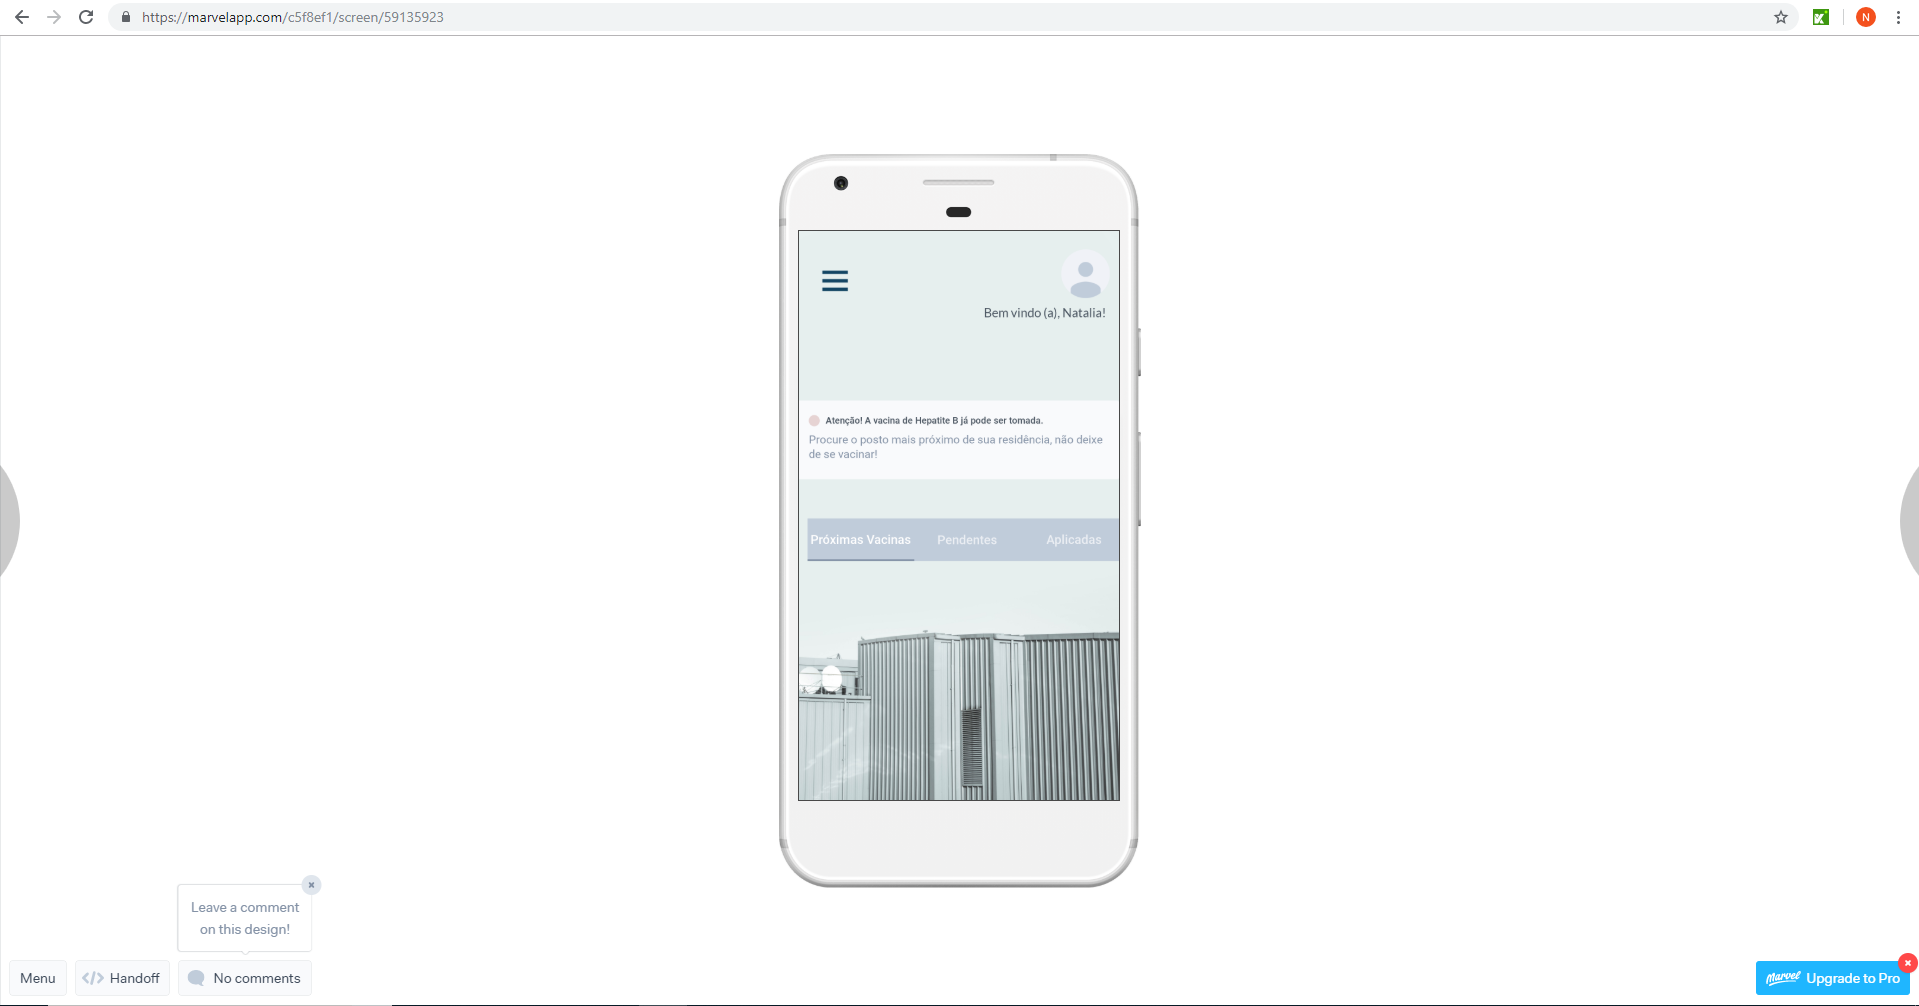 https://marvelapp.com/c5f8ef1/screen/59135923
N
Bem vindo (a), Natalia!
Atenção! A vacina de Hepatite B já pode ser tomada.
Procure o posto mais próximo de sua residência, não deixe
de se vacinar!
Próximas Vacinas Pendentes Aplicadas
Leave a comment
on this design!
Menu Handoff No comments
Marvel Upgrade to Pro